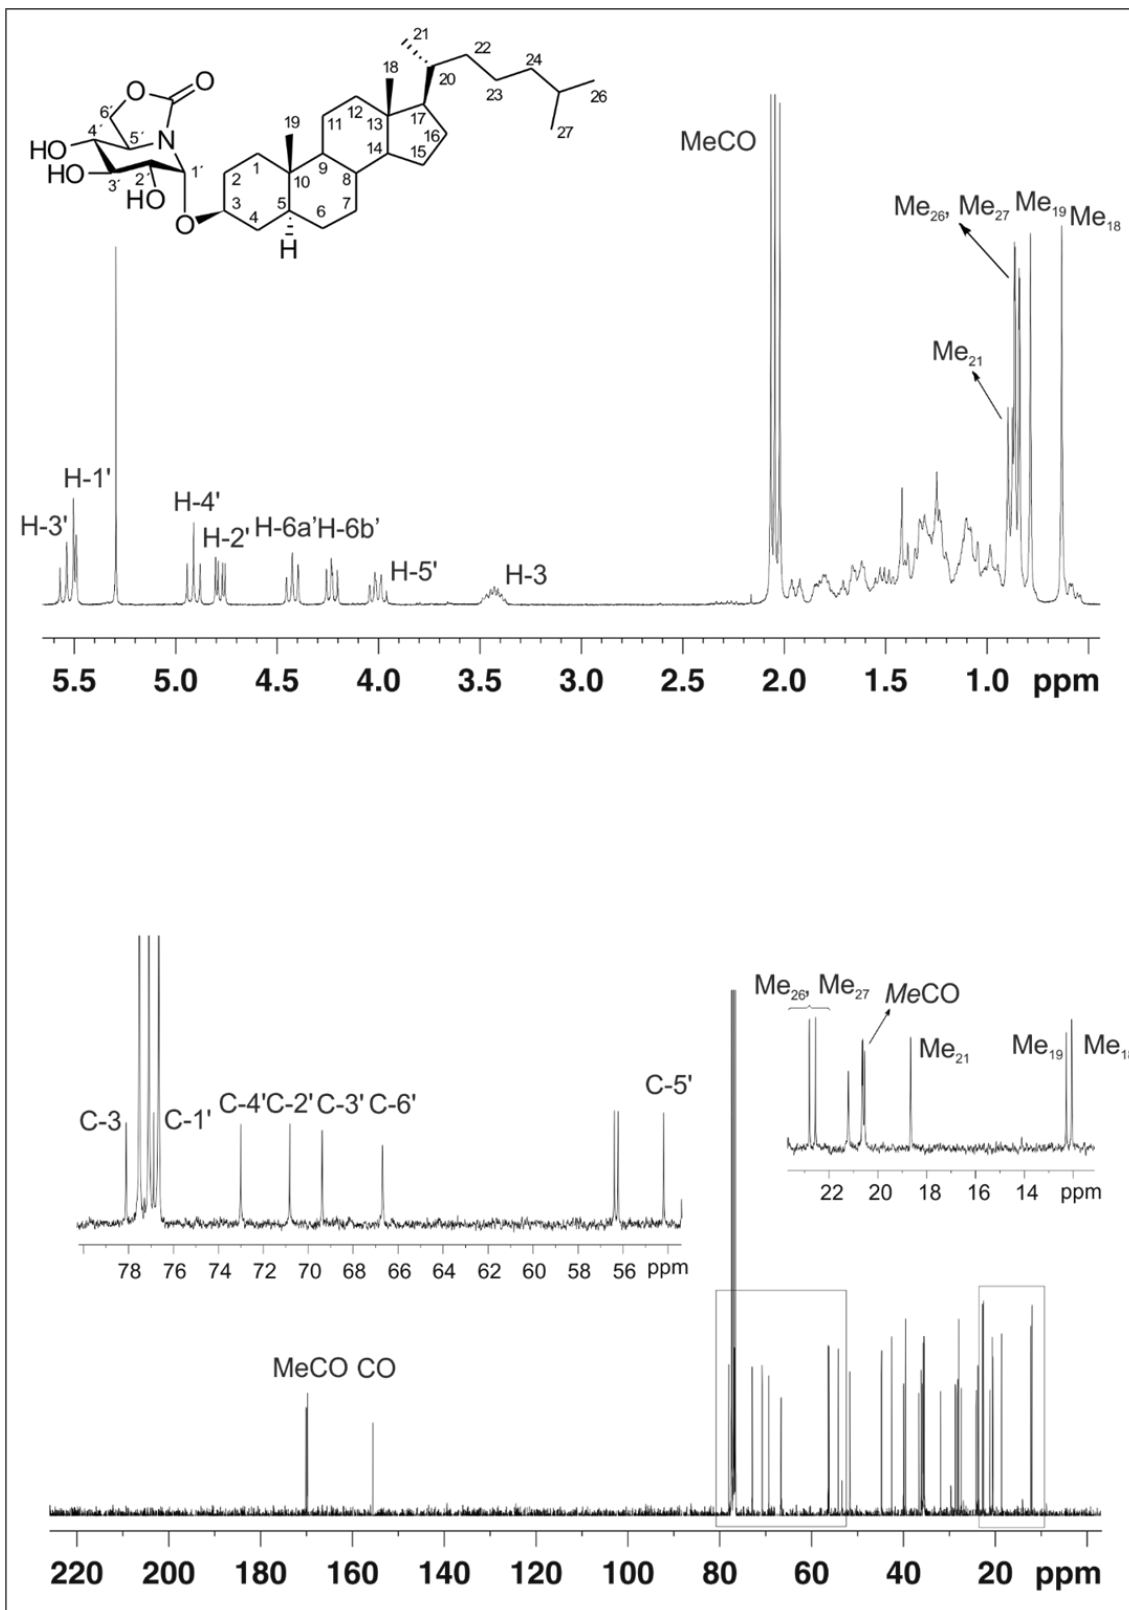 21
22
24
18
20
23
26
12
17
27
O
O
19
11
13
16
6´
N
14
15
4´
5´
1
9
HO
2
10
8
1´
HO
3´
2´
3
5
7
HO
4
6
O
H
MeCO
Me26, Me27 Me19 Me18
Me21
H-1'
H-3'
H-4'
H-2'
H-6a' H-6b'
H-5'
H-3
5.5 5.0 4.5 4.0 3.5 3.0 2.5 2.0 1.5 1.0 ppm
Me26, Me27
MeCO
Me21
Me19 Me18
22 20 18 16 14 ppm
C-3
C-1'
C-4' C-2' C-3' C-6'
C-5'
78 76 74 72 70 68 66 64 62 60 58 56 ppm
MeCO CO
220 200 180 160 140 120 100 80 60 40 20 ppm